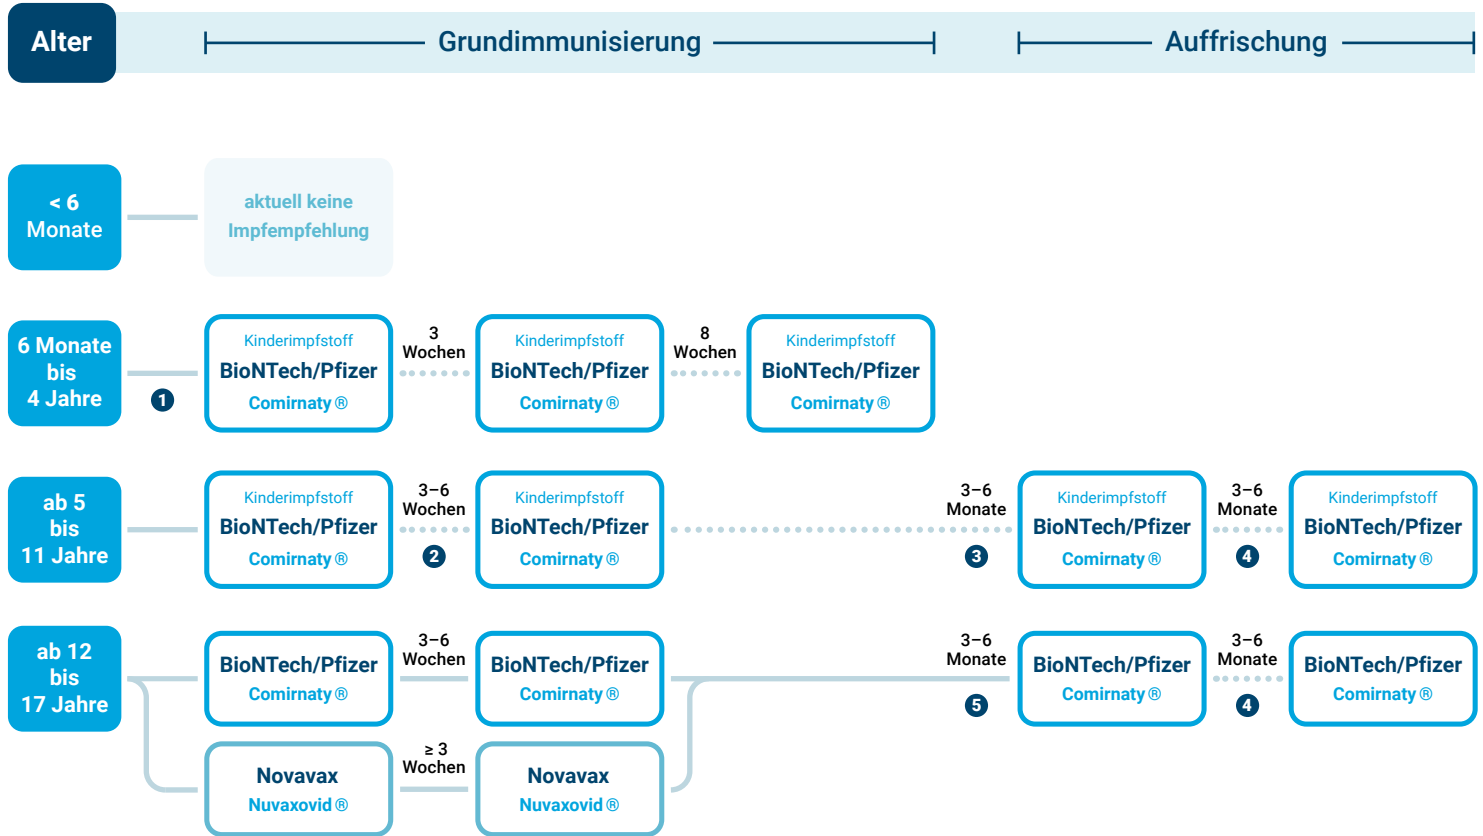 Alter
Grundimmunisierung
Auffrischung
< 6
Monate
aktuell keine
Impfempfehlung
6 Monate
bis
4 Jahre
1
Kinderimpfstoff
BioNTech/Pfizer
Comirnaty ®
3
Wochen
Kinderimpfstoff
BioNTech/Pfizer
Comirnaty ®
8
Wochen
Kinderimpfstoff
BioNTech/Pfizer
Comirnaty ®
ab 5
bis
11 Jahre
Kinderimpfstoff
BioNTech/Pfizer
Comirnaty ®
3–6
Wochen
2
Kinderimpfstoff
BioNTech/Pfizer
Comirnaty ®
3–6
Monate
3
Kinderimpfstoff
BioNTech/Pfizer
Comirnaty ®
3–6
Monate
4
Kinderimpfstoff
BioNTech/Pfizer
Comirnaty ®
ab 12
bis
17 Jahre
BioNTech/Pfizer
Comirnaty ®
3–6
Wochen
BioNTech/Pfizer
Comirnaty ®
3–6
Monate
5
BioNTech/Pfizer
Comirnaty ®
3–6
Monate
4
BioNTech/Pfizer
Comirnaty ®
Novavax
Nuvaxovid ®
≥ 3
Wochen
Novavax
Nuvaxovid ®